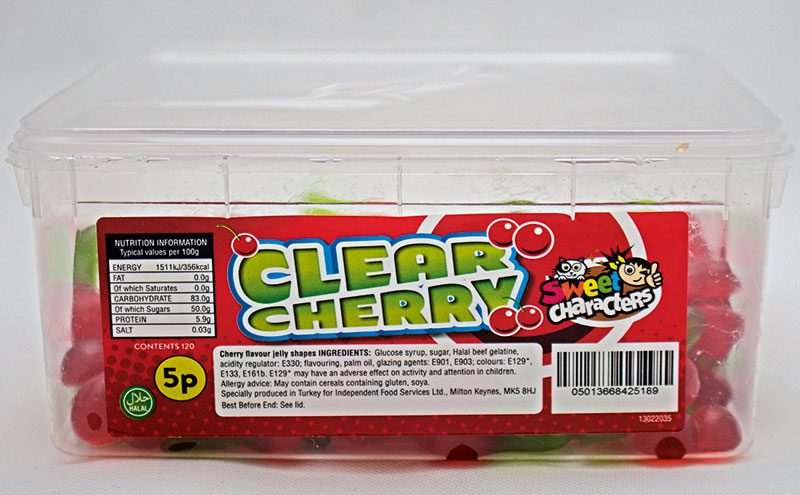 NUTRITION INFORMATION
Typical values per 100g
ENERGY 1511kJ/356kcal
FAT 0.0g
Of which Saturates 0.0g
CARBOHYDRATE 83.0g
Of which Sugars 50.0g
PROTEIN 5.9g
SALT 0.03g
CONTENTS 120
5p
حلال
HALAL
CLEAR
CHERRY
Sweet
CHaRaCTERS
Cherry flavour jelly shapes INGREDIENTS: Glucose syrup, sugar, Halal beef gelatine,
acidity regulator: E330; flavouring, palm oil, glazing agents: E901, E903; colours: E129*,
E133, E161b. E129* may have an adverse effect on activity and attention in children.
Allergy advice: May contain cereals containing gluten, soya.
Specially produced in Turkey for Independent Food Services Ltd., Milton Keynes, MK5 8HJ
Best Before End: See lid.
05013668425189
13022035